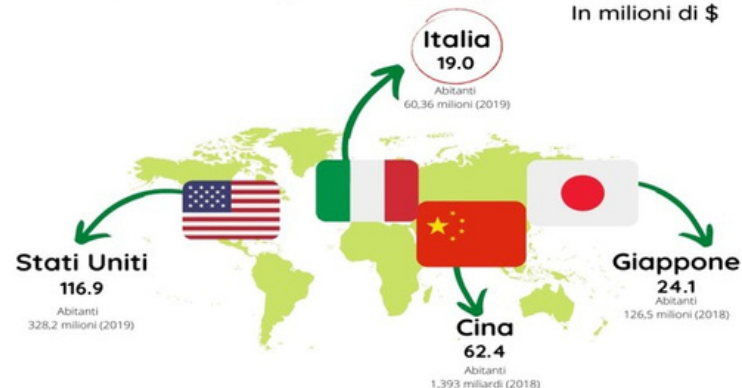 In milioni di $
Italia
19.0
Abitanti
60,36 milioni (2019)
Stati Uniti
116.9
Abitanti
328,2 milioni (2019)
Giappone
24.1
Abitanti
126,5 milioni (2018)
Cina
62.4
Abitanti
1,393 miliardi (2018)